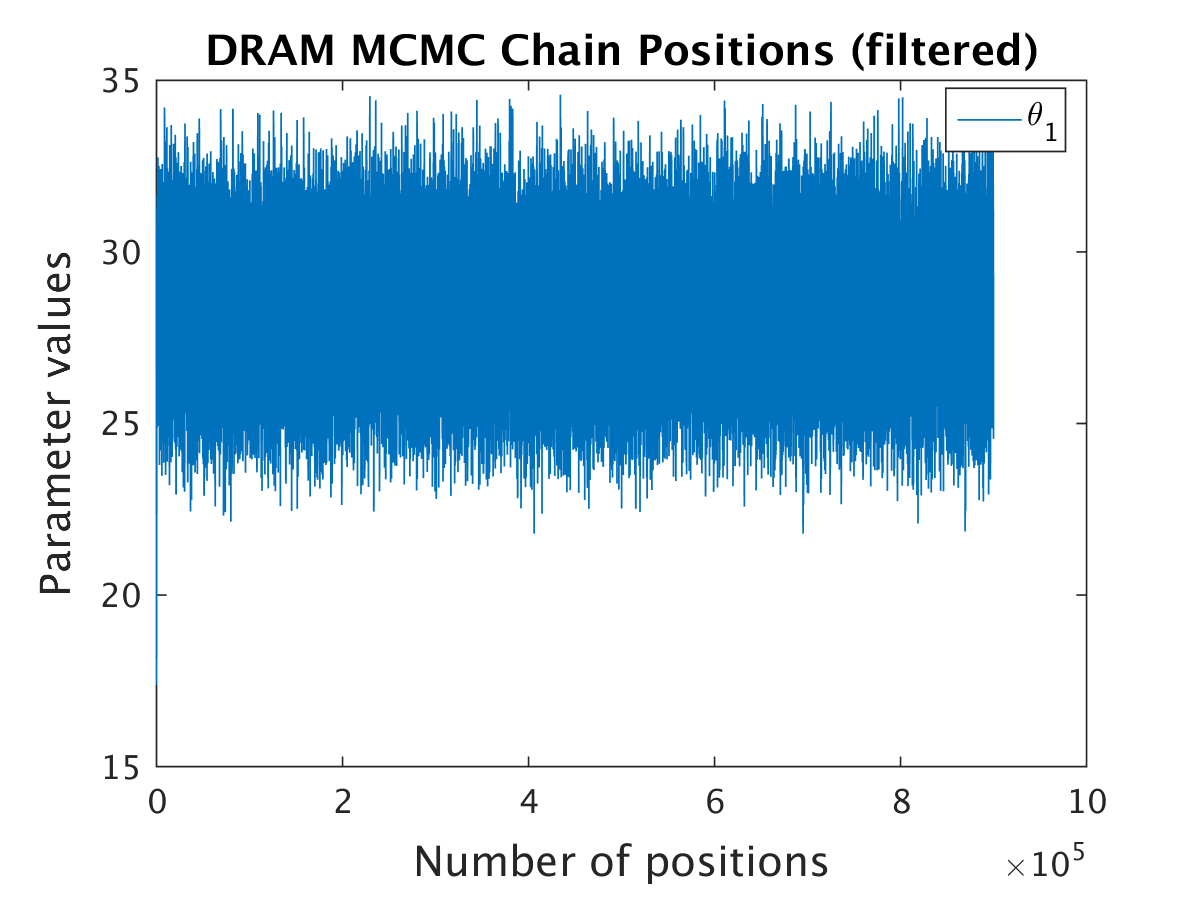 DRAM MCMC Chain Positions (filtered)
35
θ1
30
25
20
15
Parameter values
0 2 4 6 8 10
Number of positions
×10^5